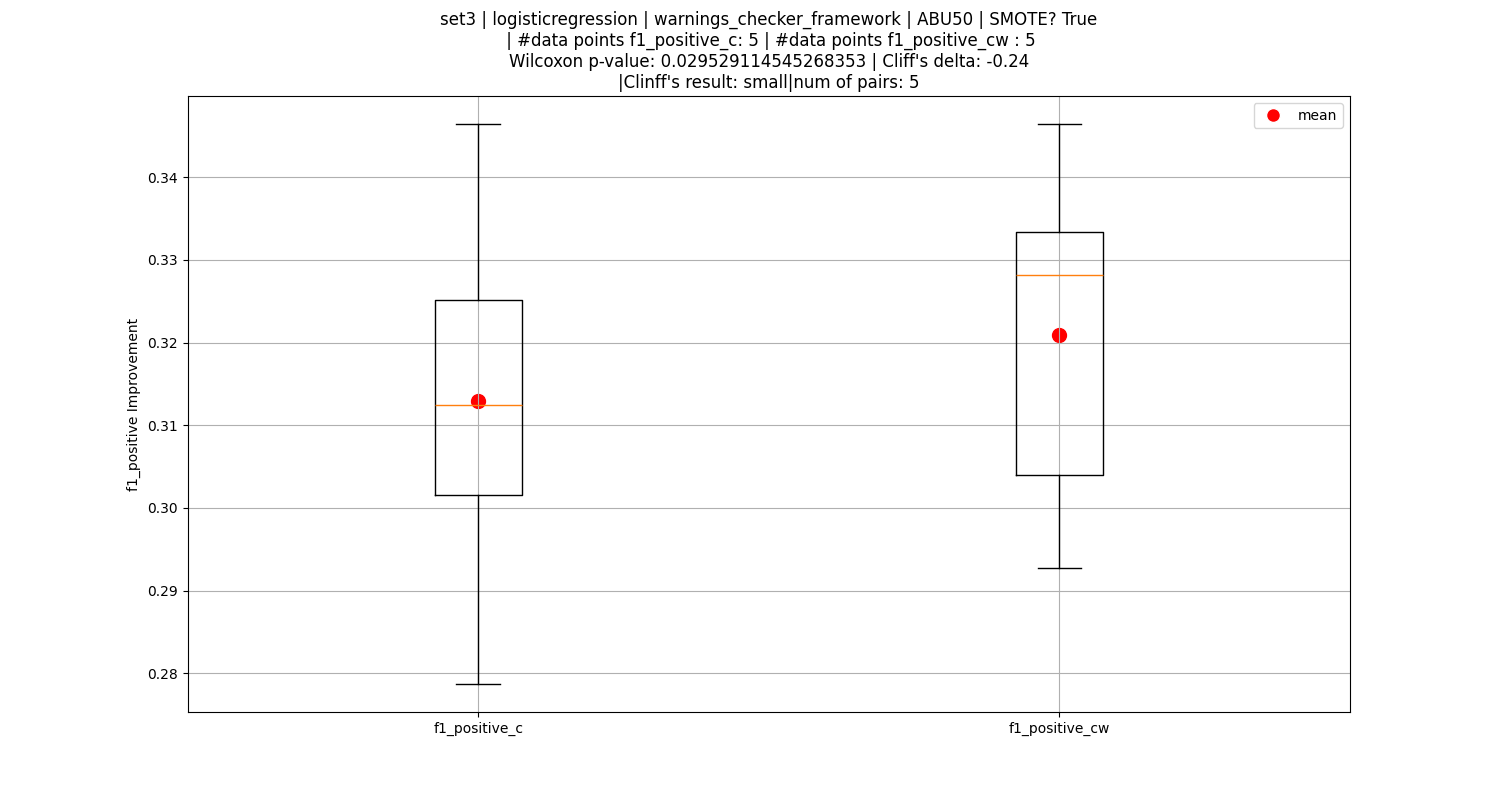 set3 | logisticregression | warnings_checker_framework | ABU50 | SMOTE? True
| #data points f1_positive_c: 5 | #data points f1_positive_cw : 5
Wilcoxon p-value: 0.029529114545268353 | Cliff's delta: -0.24
|Clinff's result: small|num of pairs: 5
mean
0.34
0.33
0.32
0.31
0.30
0.29
0.28
f1_positive Improvement
f1_positive_c
f1_positive_cw